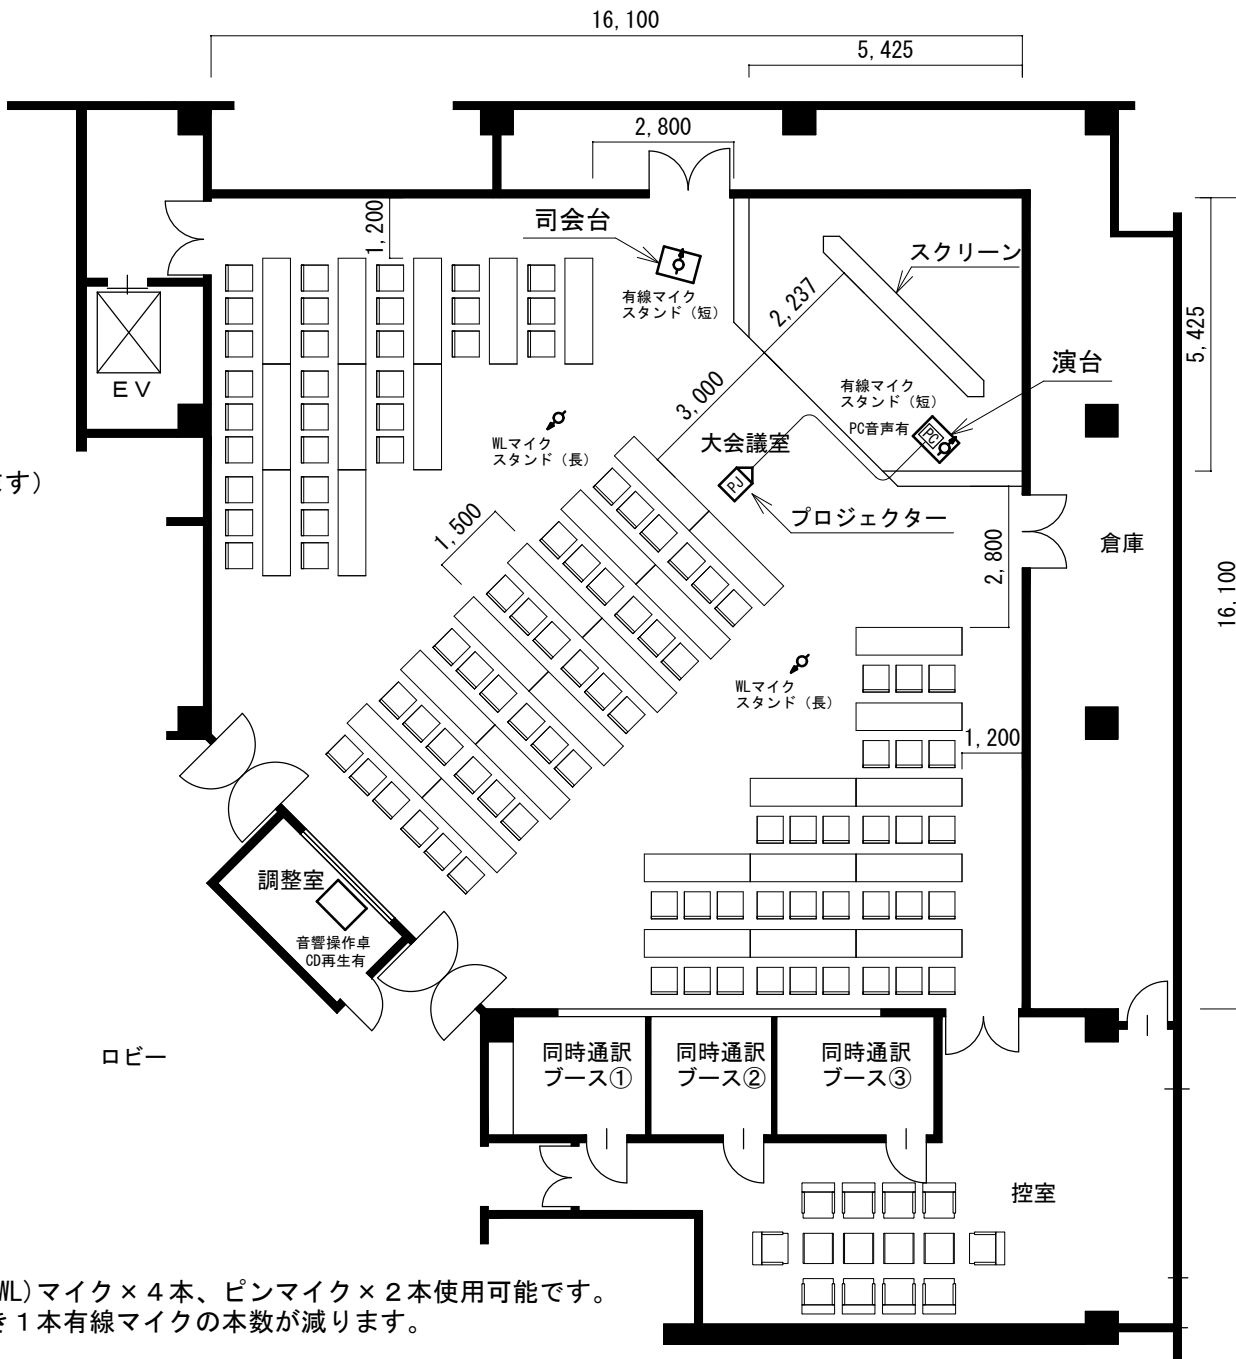 16,100
5,425
2,800
1,200
司会台
有線マイク
スタンド（短）
スクリーン
2,237
5,425
演台
有線マイク
スタンド（短）
PC音声有
PC
EV
3,000
大会議室
WLマイク
スタンド（長）
す）
PJ
プロジェクター
1,500
2,800
倉庫
16,100
WLマイク
スタンド（長）
1,200
調整室
音響操作卓
CD再生有
ロビー
同時通訳
ブース①
同時通訳
ブース②
同時通訳
ブース③
控室
WL)マイク×４本、ピンマイク×２本使用可能です。
き１本有線マイクの本数が減ります。